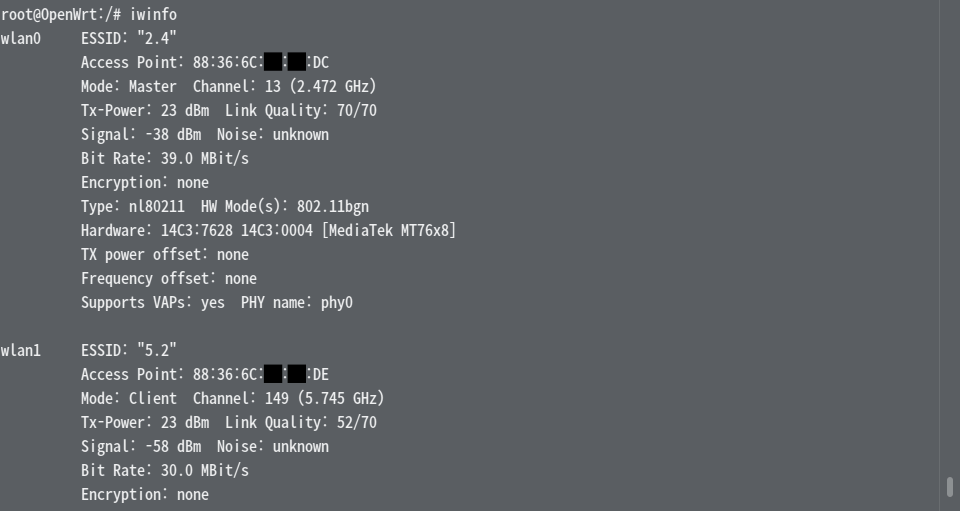 root@OpenWrt:/# iwinfo
wlan0     ESSID: "2.4"
          Access Point: 88:36:6C:  :  :DC
          Mode: Master  Channel: 13 (2.472 GHz)
          Tx-Power: 23 dBm  Link Quality: 70/70
          Signal: -38 dBm  Noise: unknown
          Bit Rate: 39.0 MBit/s
          Encryption: none
          Type: nl80211  HW Mode(s): 802.11bgn
          Hardware: 14C3:7628 14C3:0004 [MediaTek MT76x8]
          TX power offset: none
          Frequency offset: none
          Supports VAPs: yes  PHY name: phy0

wlan1     ESSID: "5.2"
          Access Point: 88:36:6C:  :  :DE
          Mode: Client  Channel: 149 (5.745 GHz)
          Tx-Power: 23 dBm  Link Quality: 52/70
          Signal: -58 dBm  Noise: unknown
          Bit Rate: 30.0 MBit/s
          Encryption: none